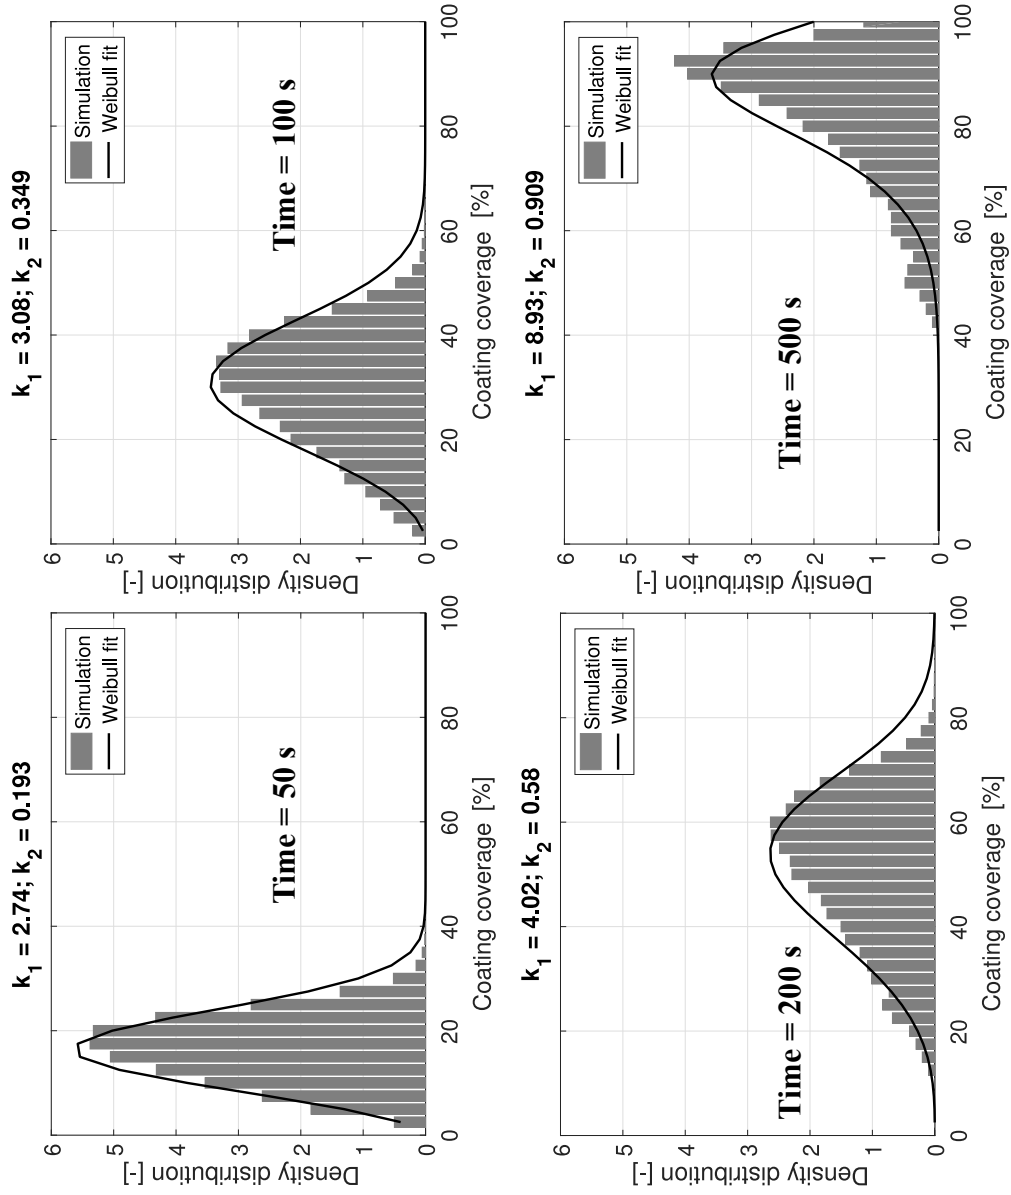 k1 = 2.74; k2 = 0.193
6
5
4
3
2
1
0
Density distribution [-]
Simulation
Weibull fit
Time = 50 s
0
20
40
60
80
100
Coating coverage [%]
k1 = 3.08; k2 = 0.349
6
5
4
3
2
1
0
Density distribution [-]
Simulation
Weibull fit
Time = 100 s
0
20
40
60
80
100
Coating coverage [%]
k1 = 4.02; k2 = 0.58
6
5
4
3
2
1
0
Density distribution [-]
Simulation
Weibull fit
Time = 200 s
0
20
40
60
80
100
Coating coverage [%]
k1 = 8.93; k2 = 0.909
6
5
4
3
2
1
0
Density distribution [-]
Simulation
Weibull fit
Time = 500 s
0
20
40
60
80
100
Coating coverage [%]